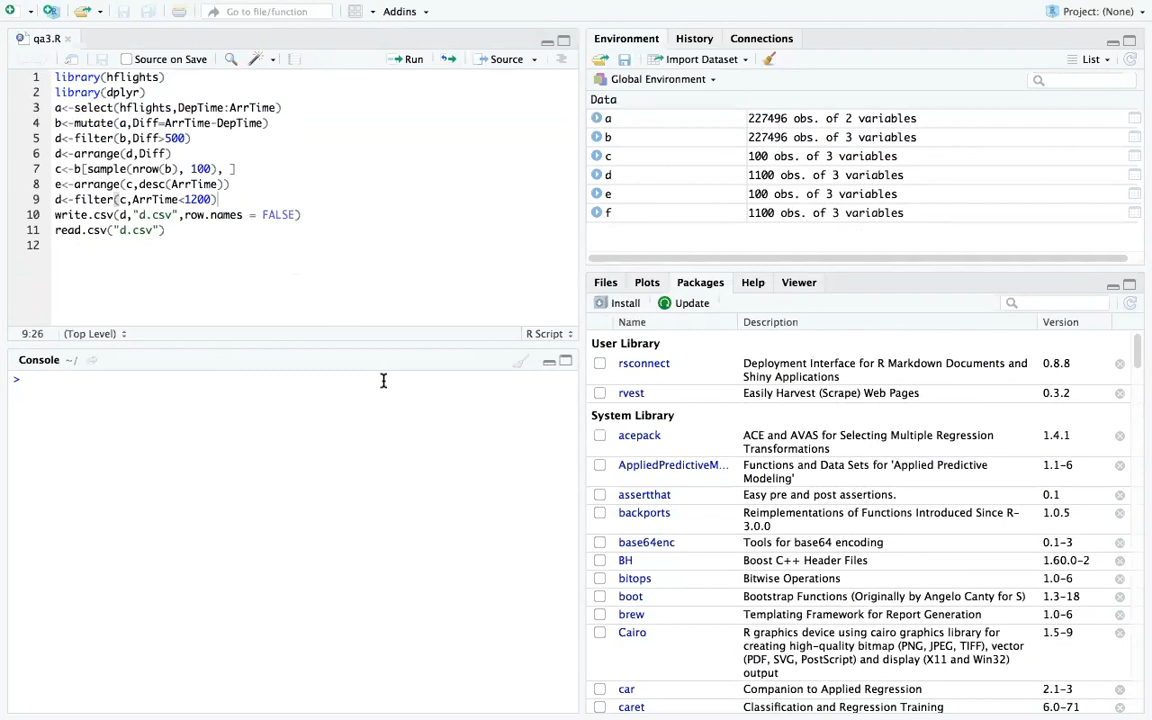 Go to file/function
Addins
Project: (None)
qa3.R
Source on Save
Run
Source
1 library(hflights)
2 library(dplyr)
3 a<-select(hflights,DepTime:ArrTime)
4 b<-mutate(a,Diff=ArrTime-DepTime)
5 d<-filter(b,Diff>500)
6 d<-arrange(d,Diff)
7 c<-b[sample(nrow(b), 100), ]
8 e<-arrange(c,desc(ArrTime))
9 d<-filter(c,ArrTime<1200)
10 write.csv(d,"d.csv",row.names = FALSE)
11 read.csv("d.csv")
12
9:26 (Top Level) R Script
Console ~/
>
Environment History Connections
Import Dataset List
Global Environment
Data
a 227496 obs. of 2 variables
b 227496 obs. of 3 variables
c 100 obs. of 3 variables
d 1100 obs. of 3 variables
e 100 obs. of 3 variables
f 1100 obs. of 3 variables
Files Plots Packages Help Viewer
Install Update
Name Description Version
User Library
rsconnect Deployment Interface for R Markdown Documents and 0.8.8
Shiny Applications
rvest Easily Harvest (Scrape) Web Pages 0.3.2
System Library
acepack ACE and AVAS for Selecting Multiple Regression 1.4.1
Transformations
AppliedPredictiveM... Functions and Data Sets for 'Applied Predictive 1.1-6
Modeling'
assertthat Easy pre and post assertions. 0.1
backports Reimplementations of Functions Introduced Since R- 1.0.5
3.0.0
base64enc Tools for base64 encoding 0.1-3
BH Boost C++ Header Files 1.60.0-2
bitops Bitwise Operations 1.0-6
boot Bootstrap Functions (Originally by Angelo Canty for S) 1.3-18
brew Templating Framework for Report Generation 1.0-6
Cairo R graphics device using cairo graphics library for 1.5-9
creating high-quality bitmap (PNG, JPEG, TIFF), vector
(PDF, SVG, PostScript) and display (X11 and Win32)
output
car Companion to Applied Regression 2.1-3
caret Classification and Regression Training 6.0-71